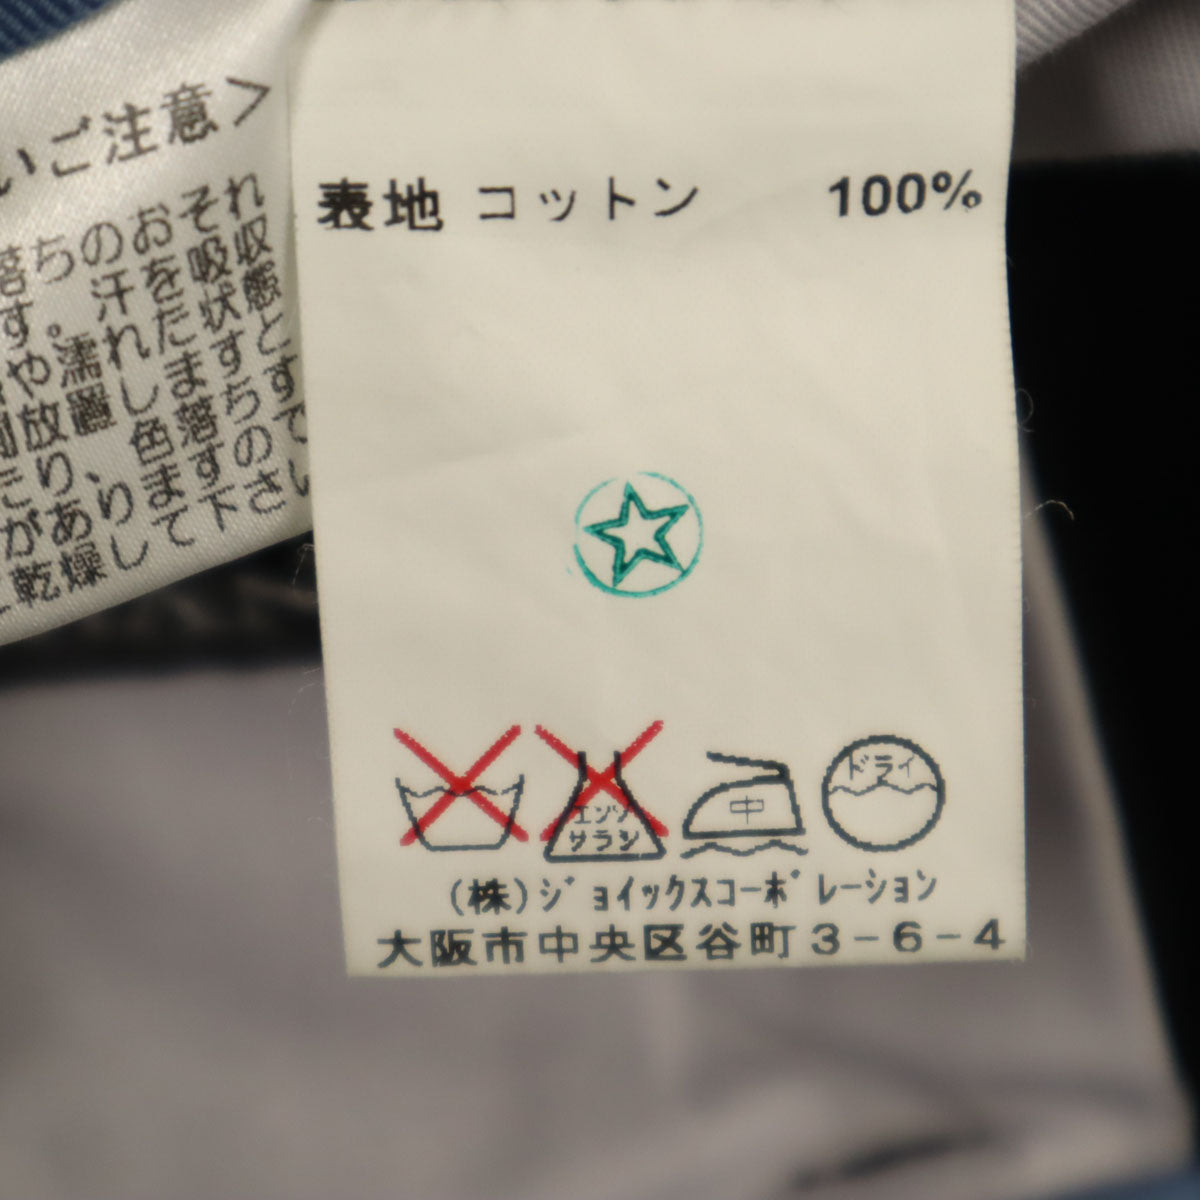 いご注意＞
落ちのおそれ
す。汗を吸収
や濡れた状態
放置しますと
たり、色落ちす
があり​ますので
乾燥して下さい
表地 コットン 100%
エンソ
サラシ
中
ドライ
(株)ジョイックスコーポレーション
大阪市中央区谷町3-6-4